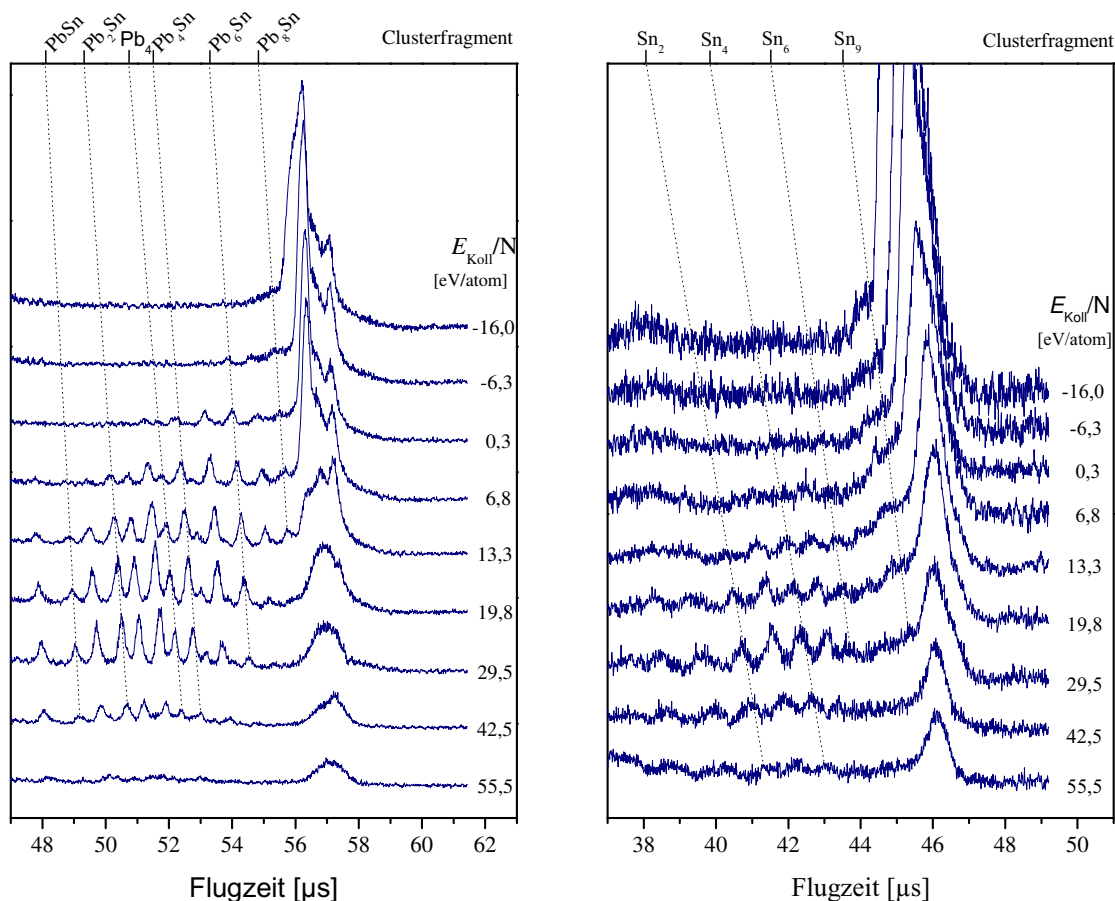 PbSn Pb₂Sn Pb₄ Pb₄Sn Pb₆Sn Pb₈Sn Clusterfragment
E_Koll/N
[eV/atom]
-16,0
-6,3
0,3
6,8
13,3
19,8
29,5
42,5
55,5
48 50 52 54 56 58 60 62
Flugzeit [µs]
Sn₂ Sn₄ Sn₆ Sn₉ Clusterfragment
E_Koll/N
[eV/atom]
-16,0
-6,3
0,3
6,8
13,3
19,8
29,5
42,5
55,5
38 40 42 44 46 48 50
Flugzeit [µs]